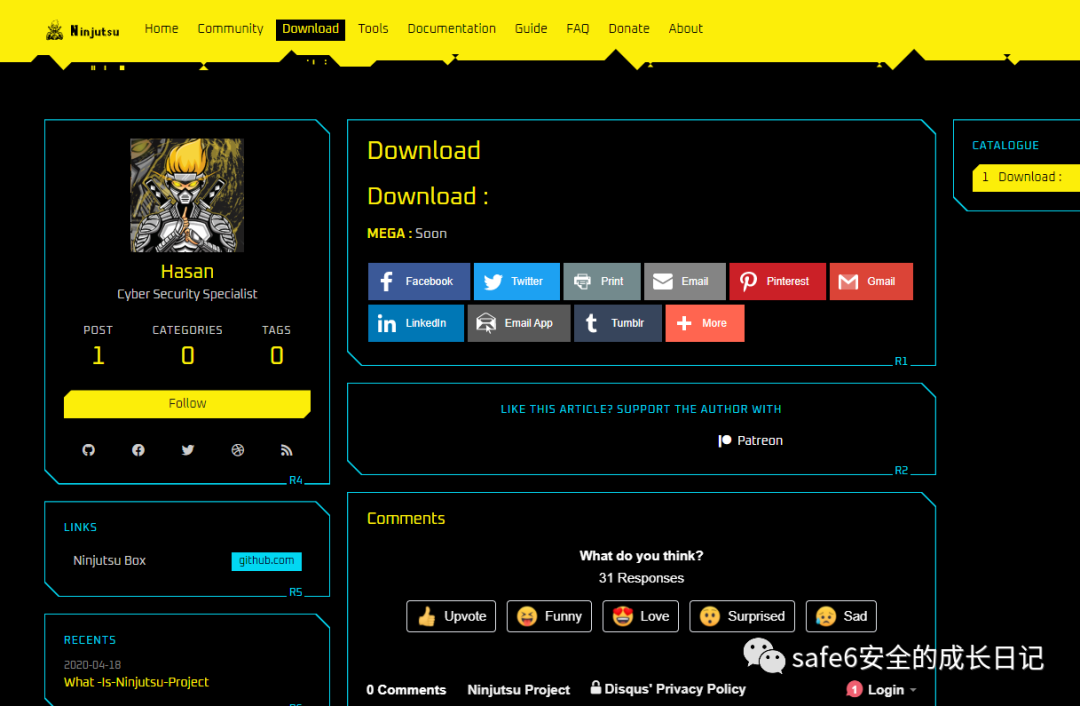 Ninjutsu Home Community Download Tools Documentation Guide FAQ Donate About
Hasan
Cyber Security Specialist
POST CATEGORIES TAGS
1 0 0
Follow
R4
LINKS
Ninjutsu Box github.com
R5
RECENTS
2020-04-18
What -Is-Ninjutsu-Project
Download
Download :
MEGA : Soon
Facebook Twitter Print Email Pinterest Gmail
LinkedIn Email App Tumblr More
R1
LIKE THIS ARTICLE? SUPPORT THE AUTHOR WITH
Patreon
R2
Comments
What do you think?
31 Responses
Upvote Funny Love Surprised Sad
0 Comments Ninjutsu Project Disqus' Privacy Policy 1 Login
CATALOGUE
1 Download :
safe6安全的成长日记